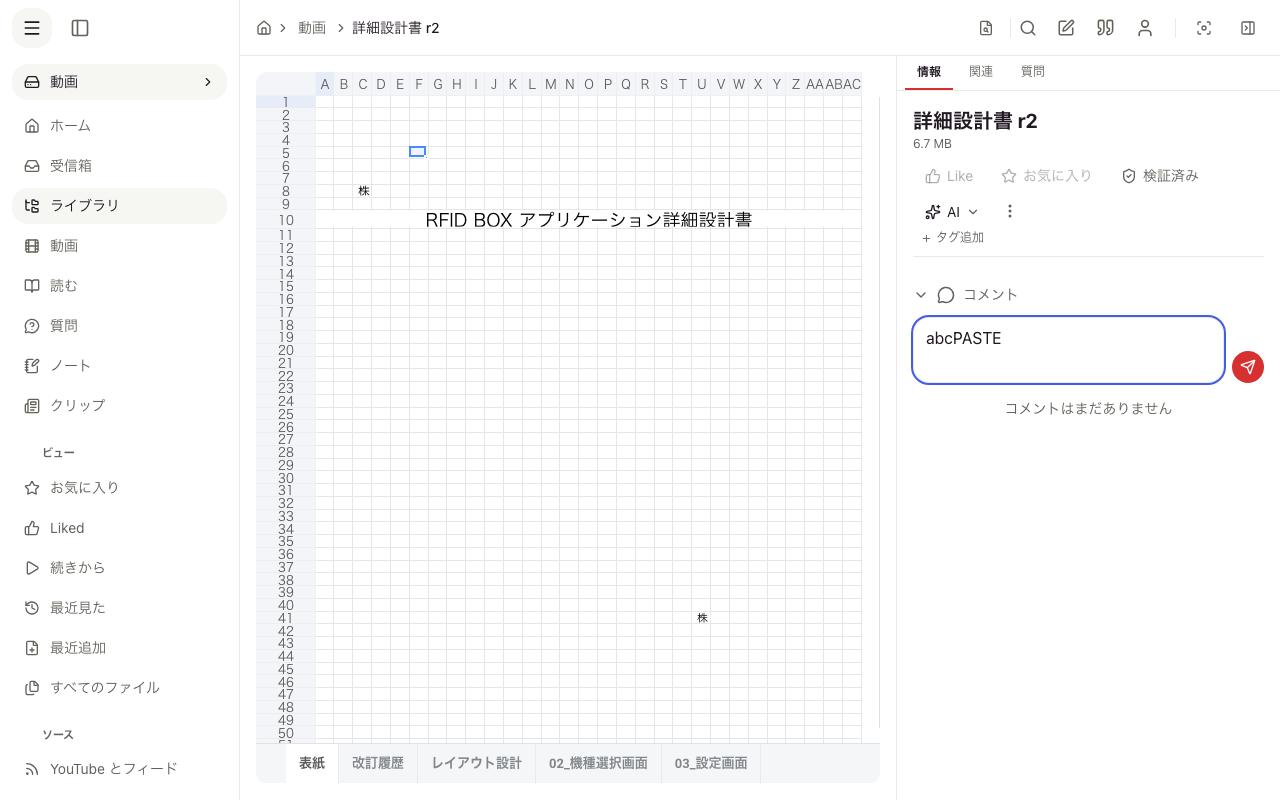 動画
詳細設計書 r2
動画
ホーム
受信箱
ライブラリ
動画
読む
質問
ノート
クリップ
ビュー
お気に入り
Liked
続きから
最近見た
最近追加
すべてのファイル
ソース
YouTube とフィード
A B C D E F G H I J K L M N O P Q R S T U V W X Y Z AA AB AC
1
2
3
4
5
6
7
8 株
9
10 RFID BOX アプリケーション詳細設計書
11
12
13
14
15
16
17
18
19
20
21
22
23
24
25
26
27
28
29
30
31
32
33
34
35
36
37
38
39
40
41 株
42
43
44
45
46
47
48
49
50
表紙 改訂履歴 レイアウト設計 02_機種選択画面 03_設定画面
情報 関連 質問
詳細設計書 r2
6.7 MB
Like お気に入り 検証済み
AI
+ タグ追加
コメント
abcPASTE
コメントはまだありません